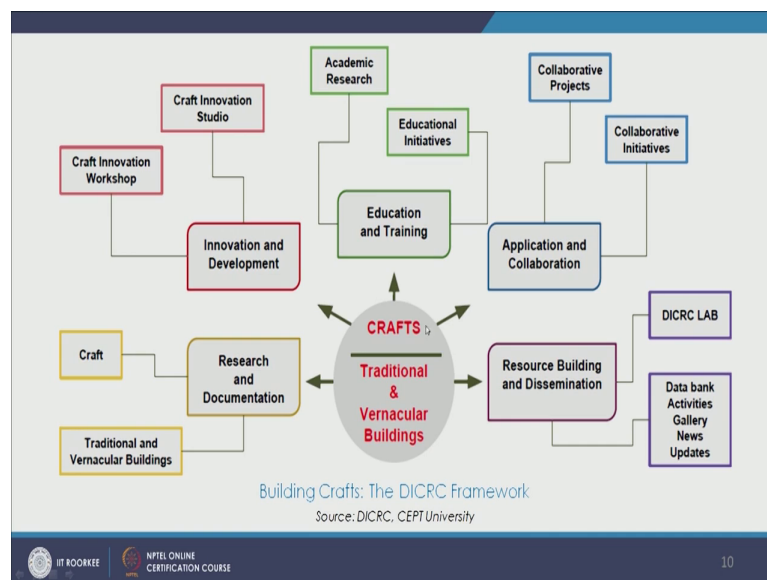 Academic
Research
Collaborative
Projects
Craft Innovation
Studio
Educational
Initiatives
Collaborative
Initiatives
Craft Innovation
Workshop
Innovation and
Development
Education
and Training
Application and
Collaboration
CRAFTS
Traditional
&
Vernacular
Buildings
Craft
Research
and
Documentation
Traditional and
Vernacular Buildings
Resource Building
and Dissemination
DICRC LAB
Data bank
Activities
Gallery
News
Updates
Building Crafts: The DICRC Framework
Source: DICRC, CEPT University
IIT ROORKEE
NPTEL ONLINE
CERTIFICATION COURSE
10